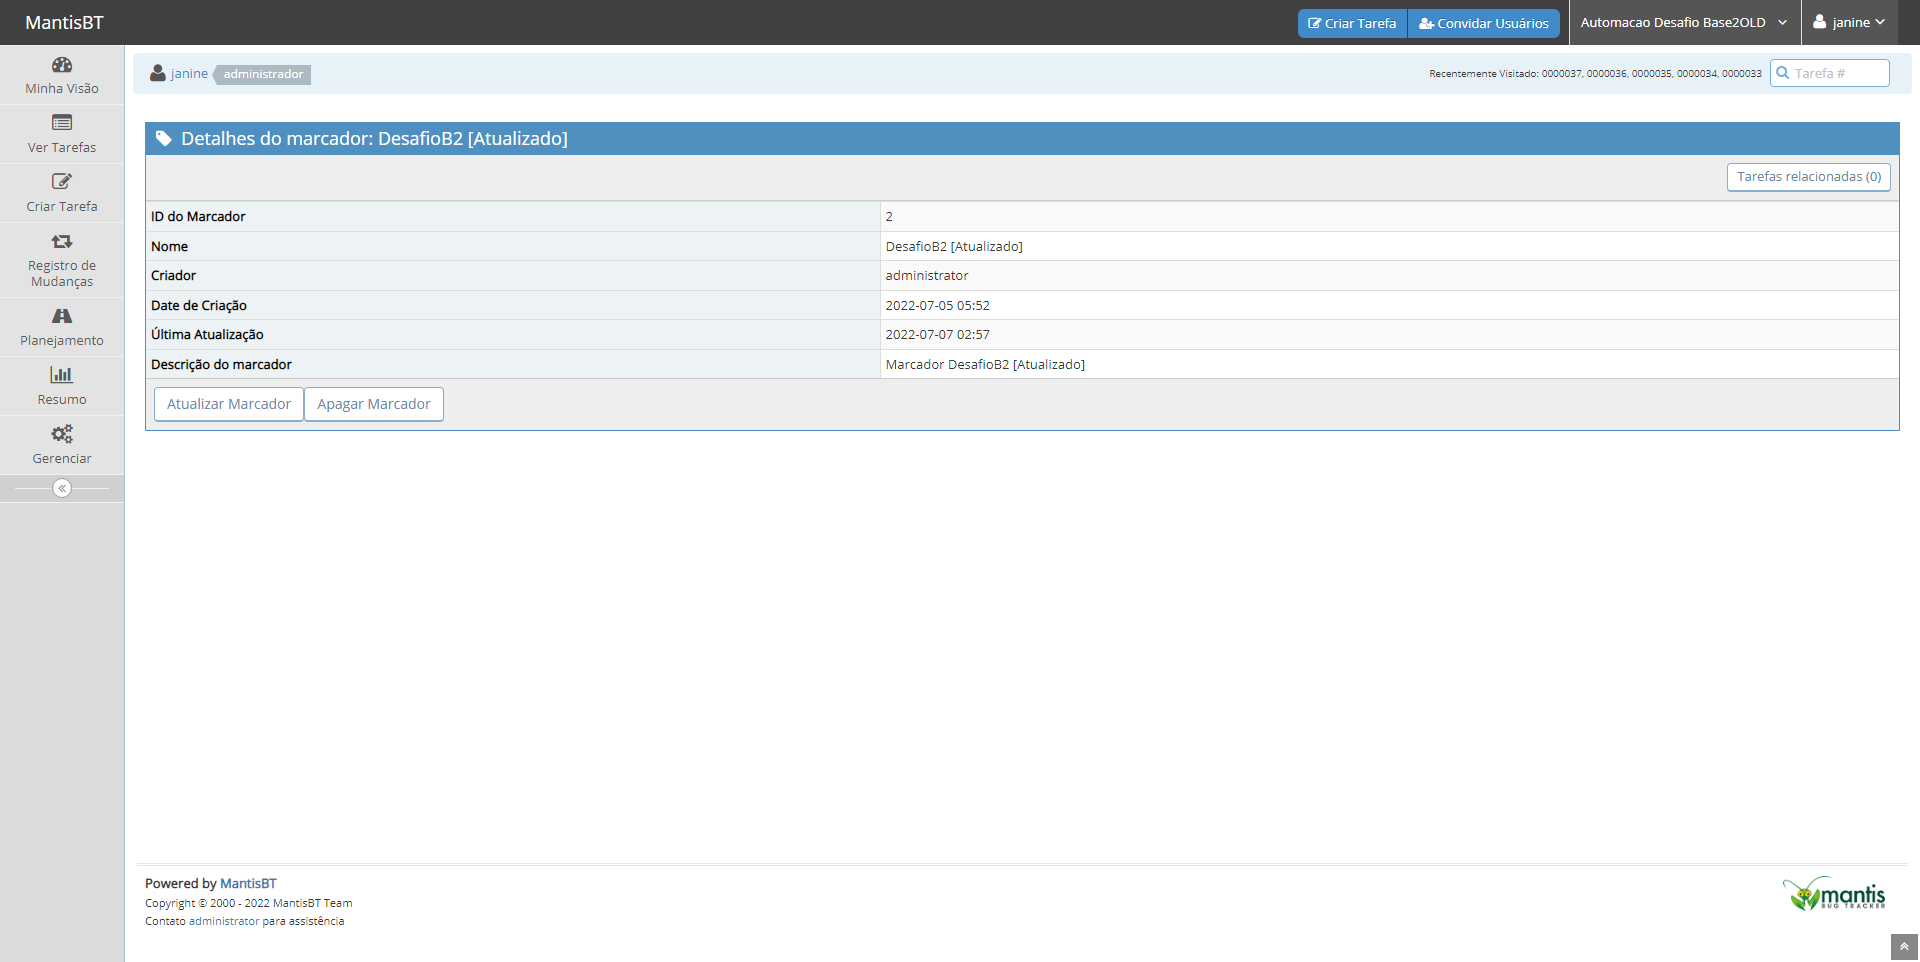 MantisBT
Criar Tarefa
Convidar Usuários
Automacao Desafio Base2OLD
janine
Minha Visão
Ver Tarefas
Criar Tarefa
Registro de
Mudanças
Planejamento
Resumo
Gerenciar
janine
administrador
Recentemente Visitado: 0000037, 0000036, 0000035, 0000034, 0000033
Tarefa #
Detalhes do marcador: DesafioB2 [Atualizado]
Tarefas relacionadas (0)
ID do Marcador 2
Nome DesafioB2 [Atualizado]
Criador administrator
Date de Criação 2022-07-05 05:52
Última Atualização 2022-07-07 02:57
Descrição do marcador Marcador DesafioB2 [Atualizado]
Atualizar Marcador
Apagar Marcador
Powered by MantisBT
Copyright © 2000 - 2022 MantisBT Team
Contato administrator para assistência
mantis
BUG TRACKER